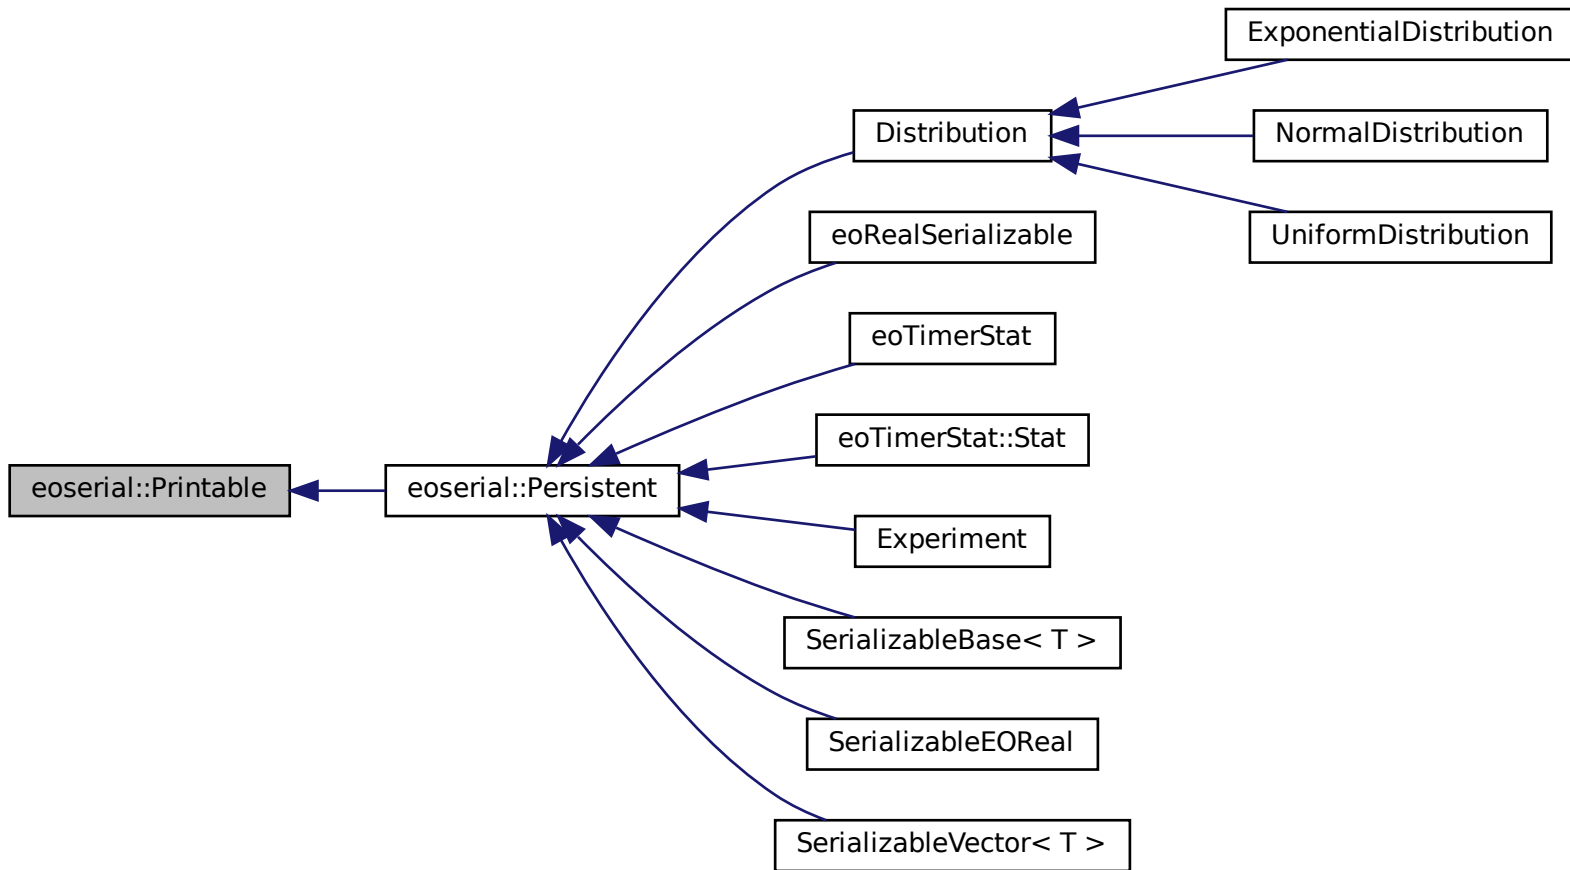 ExponentialDistribution
Distribution
NormalDistribution
eoRealSerializable
UniformDistribution
eoTimerStat
eoTimerStat::Stat
eoserial::Printable
eoserial::Persistent
Experiment
SerializableBase< T >
SerializableEOReal
SerializableVector< T >